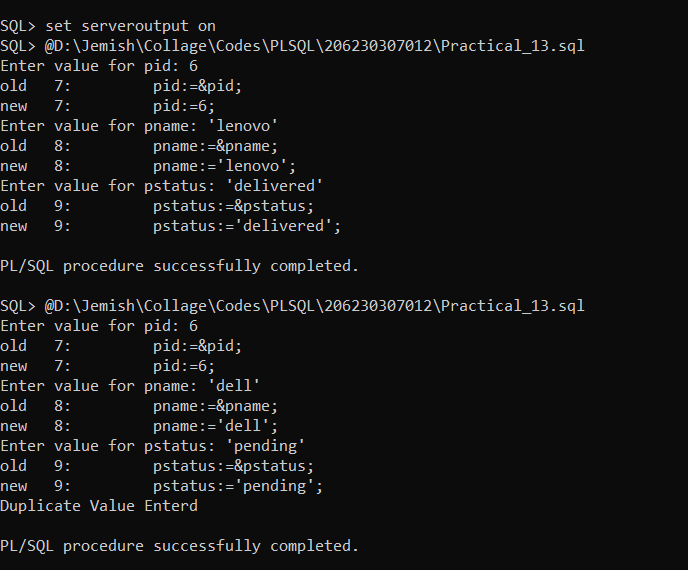 SQL> set serveroutput on
SQL> @D:\Jemish\Collage\Codes\PLSQL\206230307012\Practical_13.sql
Enter value for pid: 6
old   7:         pid:=&pid;
new   7:         pid:=6;
Enter value for pname: 'lenovo'
old   8:         pname:=&pname;
new   8:         pname:='lenovo';
Enter value for pstatus: 'delivered'
old   9:         pstatus:=&pstatus;
new   9:         pstatus:='delivered';

PL/SQL procedure successfully completed.

SQL> @D:\Jemish\Collage\Codes\PLSQL\206230307012\Practical_13.sql
Enter value for pid: 6
old   7:         pid:=&pid;
new   7:         pid:=6;
Enter value for pname: 'dell'
old   8:         pname:=&pname;
new   8:         pname:='dell';
Enter value for pstatus: 'pending'
old   9:         pstatus:=&pstatus;
new   9:         pstatus:='pending';
Duplicate Value Enterd

PL/SQL procedure successfully completed.